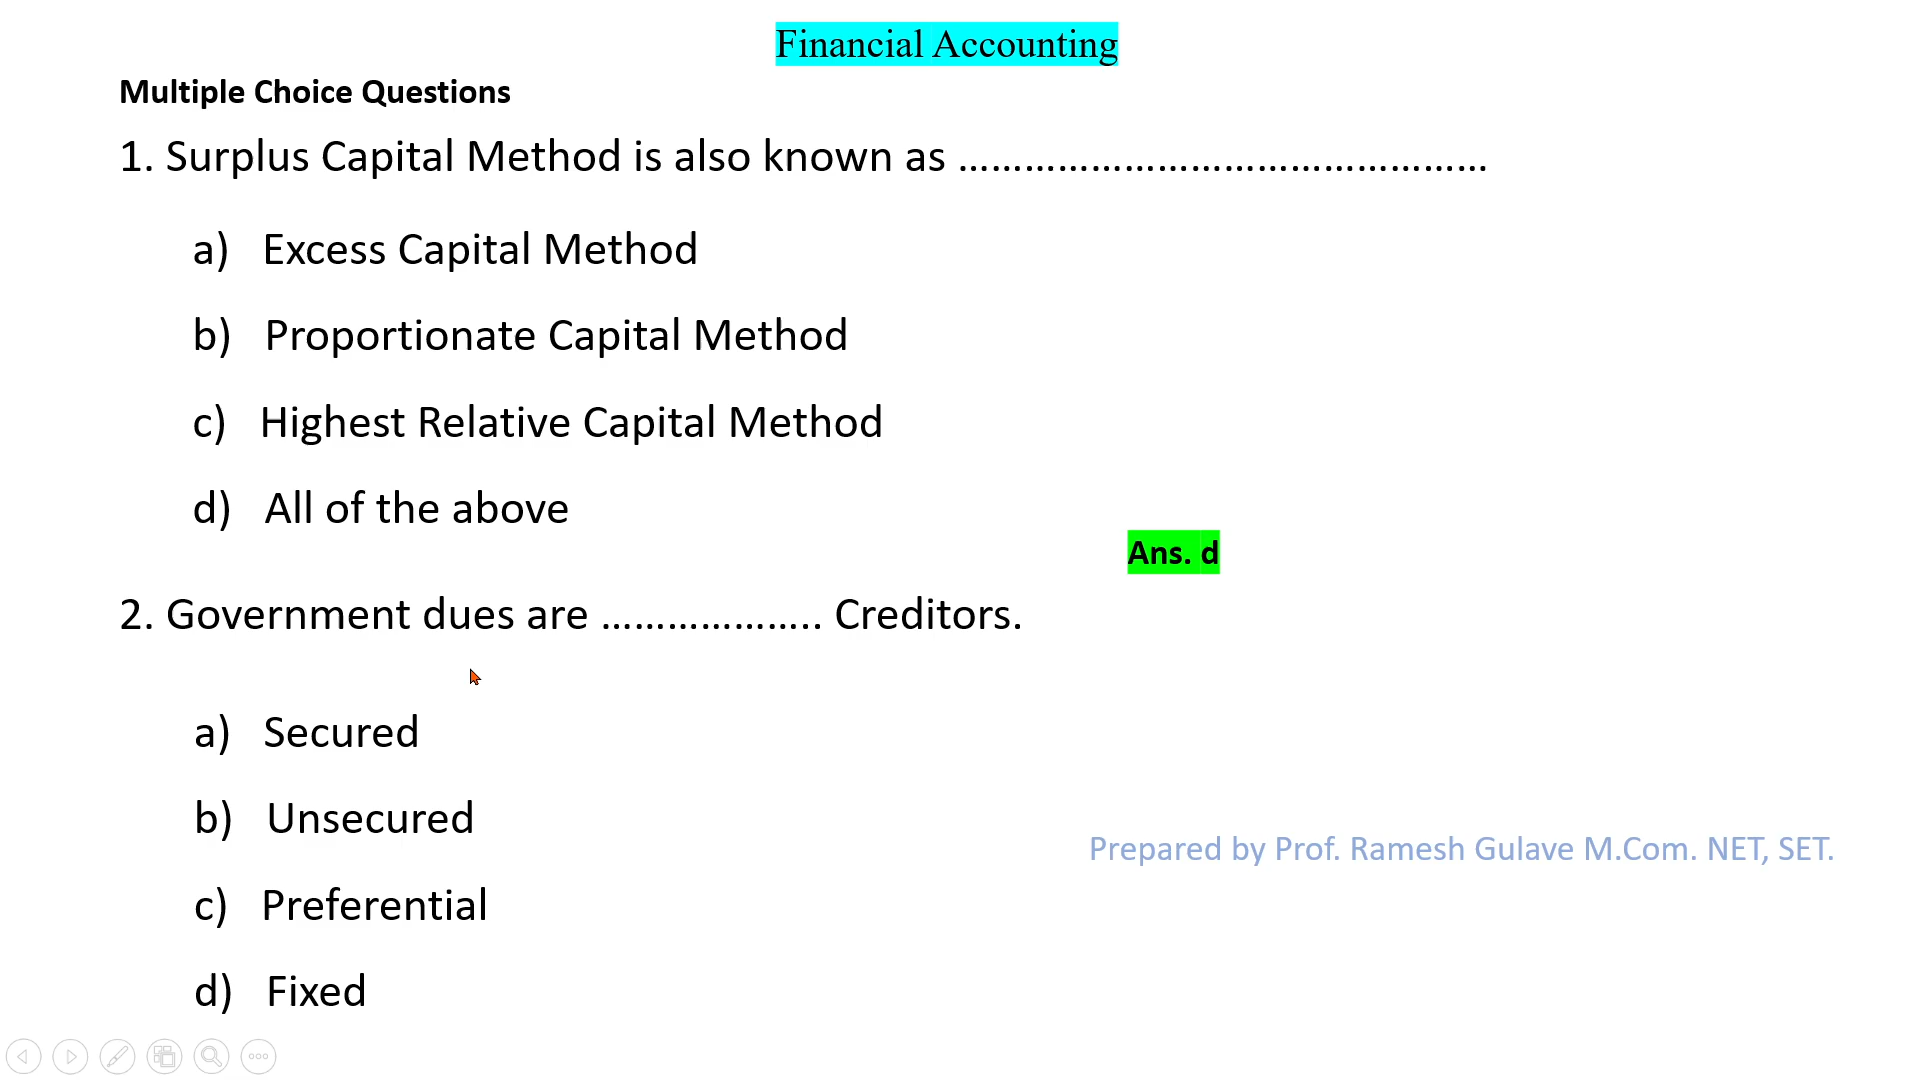 Financial Accounting
Multiple Choice Questions
1. Surplus Capital Method is also known as …………………………………………
a) Excess Capital Method
b) Proportionate Capital Method
c) Highest Relative Capital Method
d) All of the above
Ans. d
2. Government dues are ……………….. Creditors.
a) Secured
b) Unsecured
Prepared by Prof. Ramesh Gulave M.Com. NET, SET.
c) Preferential
d) Fixed